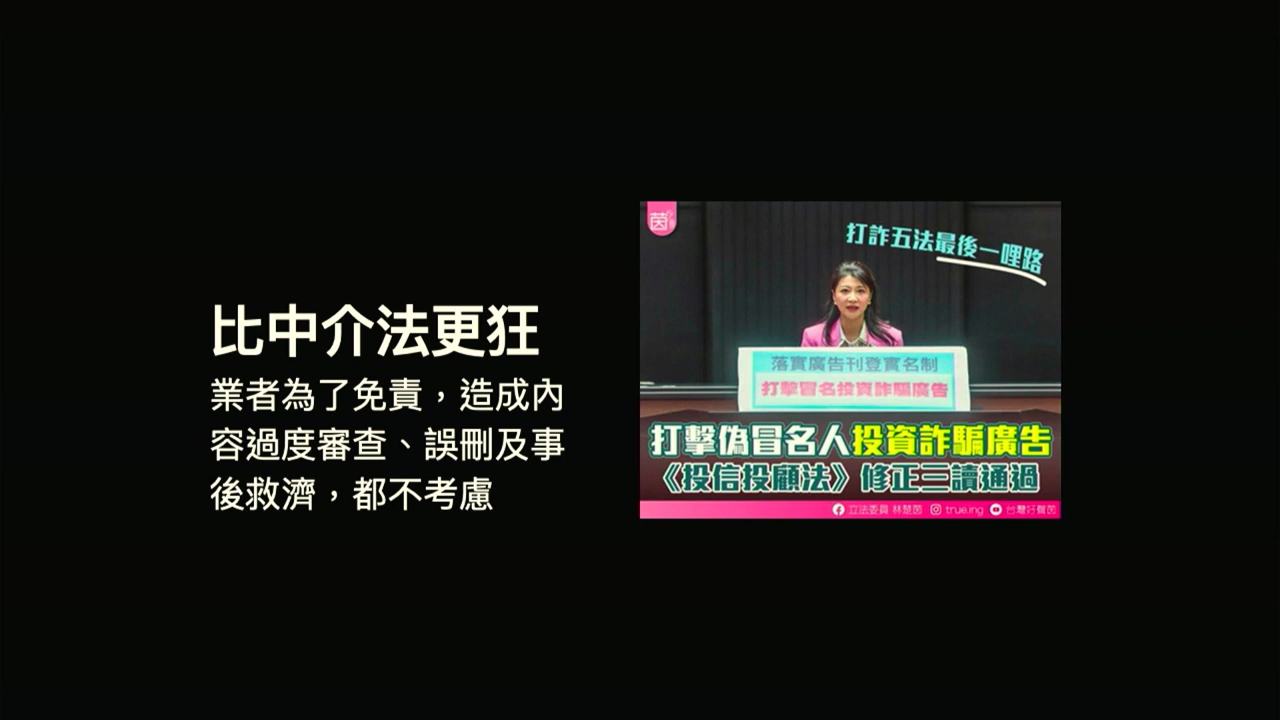 比中介法更狂
業者為了免責，造成內
容過度審查、誤刪及事
後救濟，都不考慮
茵
打詐五法最後一哩路
落實廣告刊登實名制
打擊冒名投資詐騙廣告
打擊偽冒名人投資詐騙廣告
《投信投顧法》修正三讀通過
立法委員 林楚茵 true.ing 台灣好聲茵